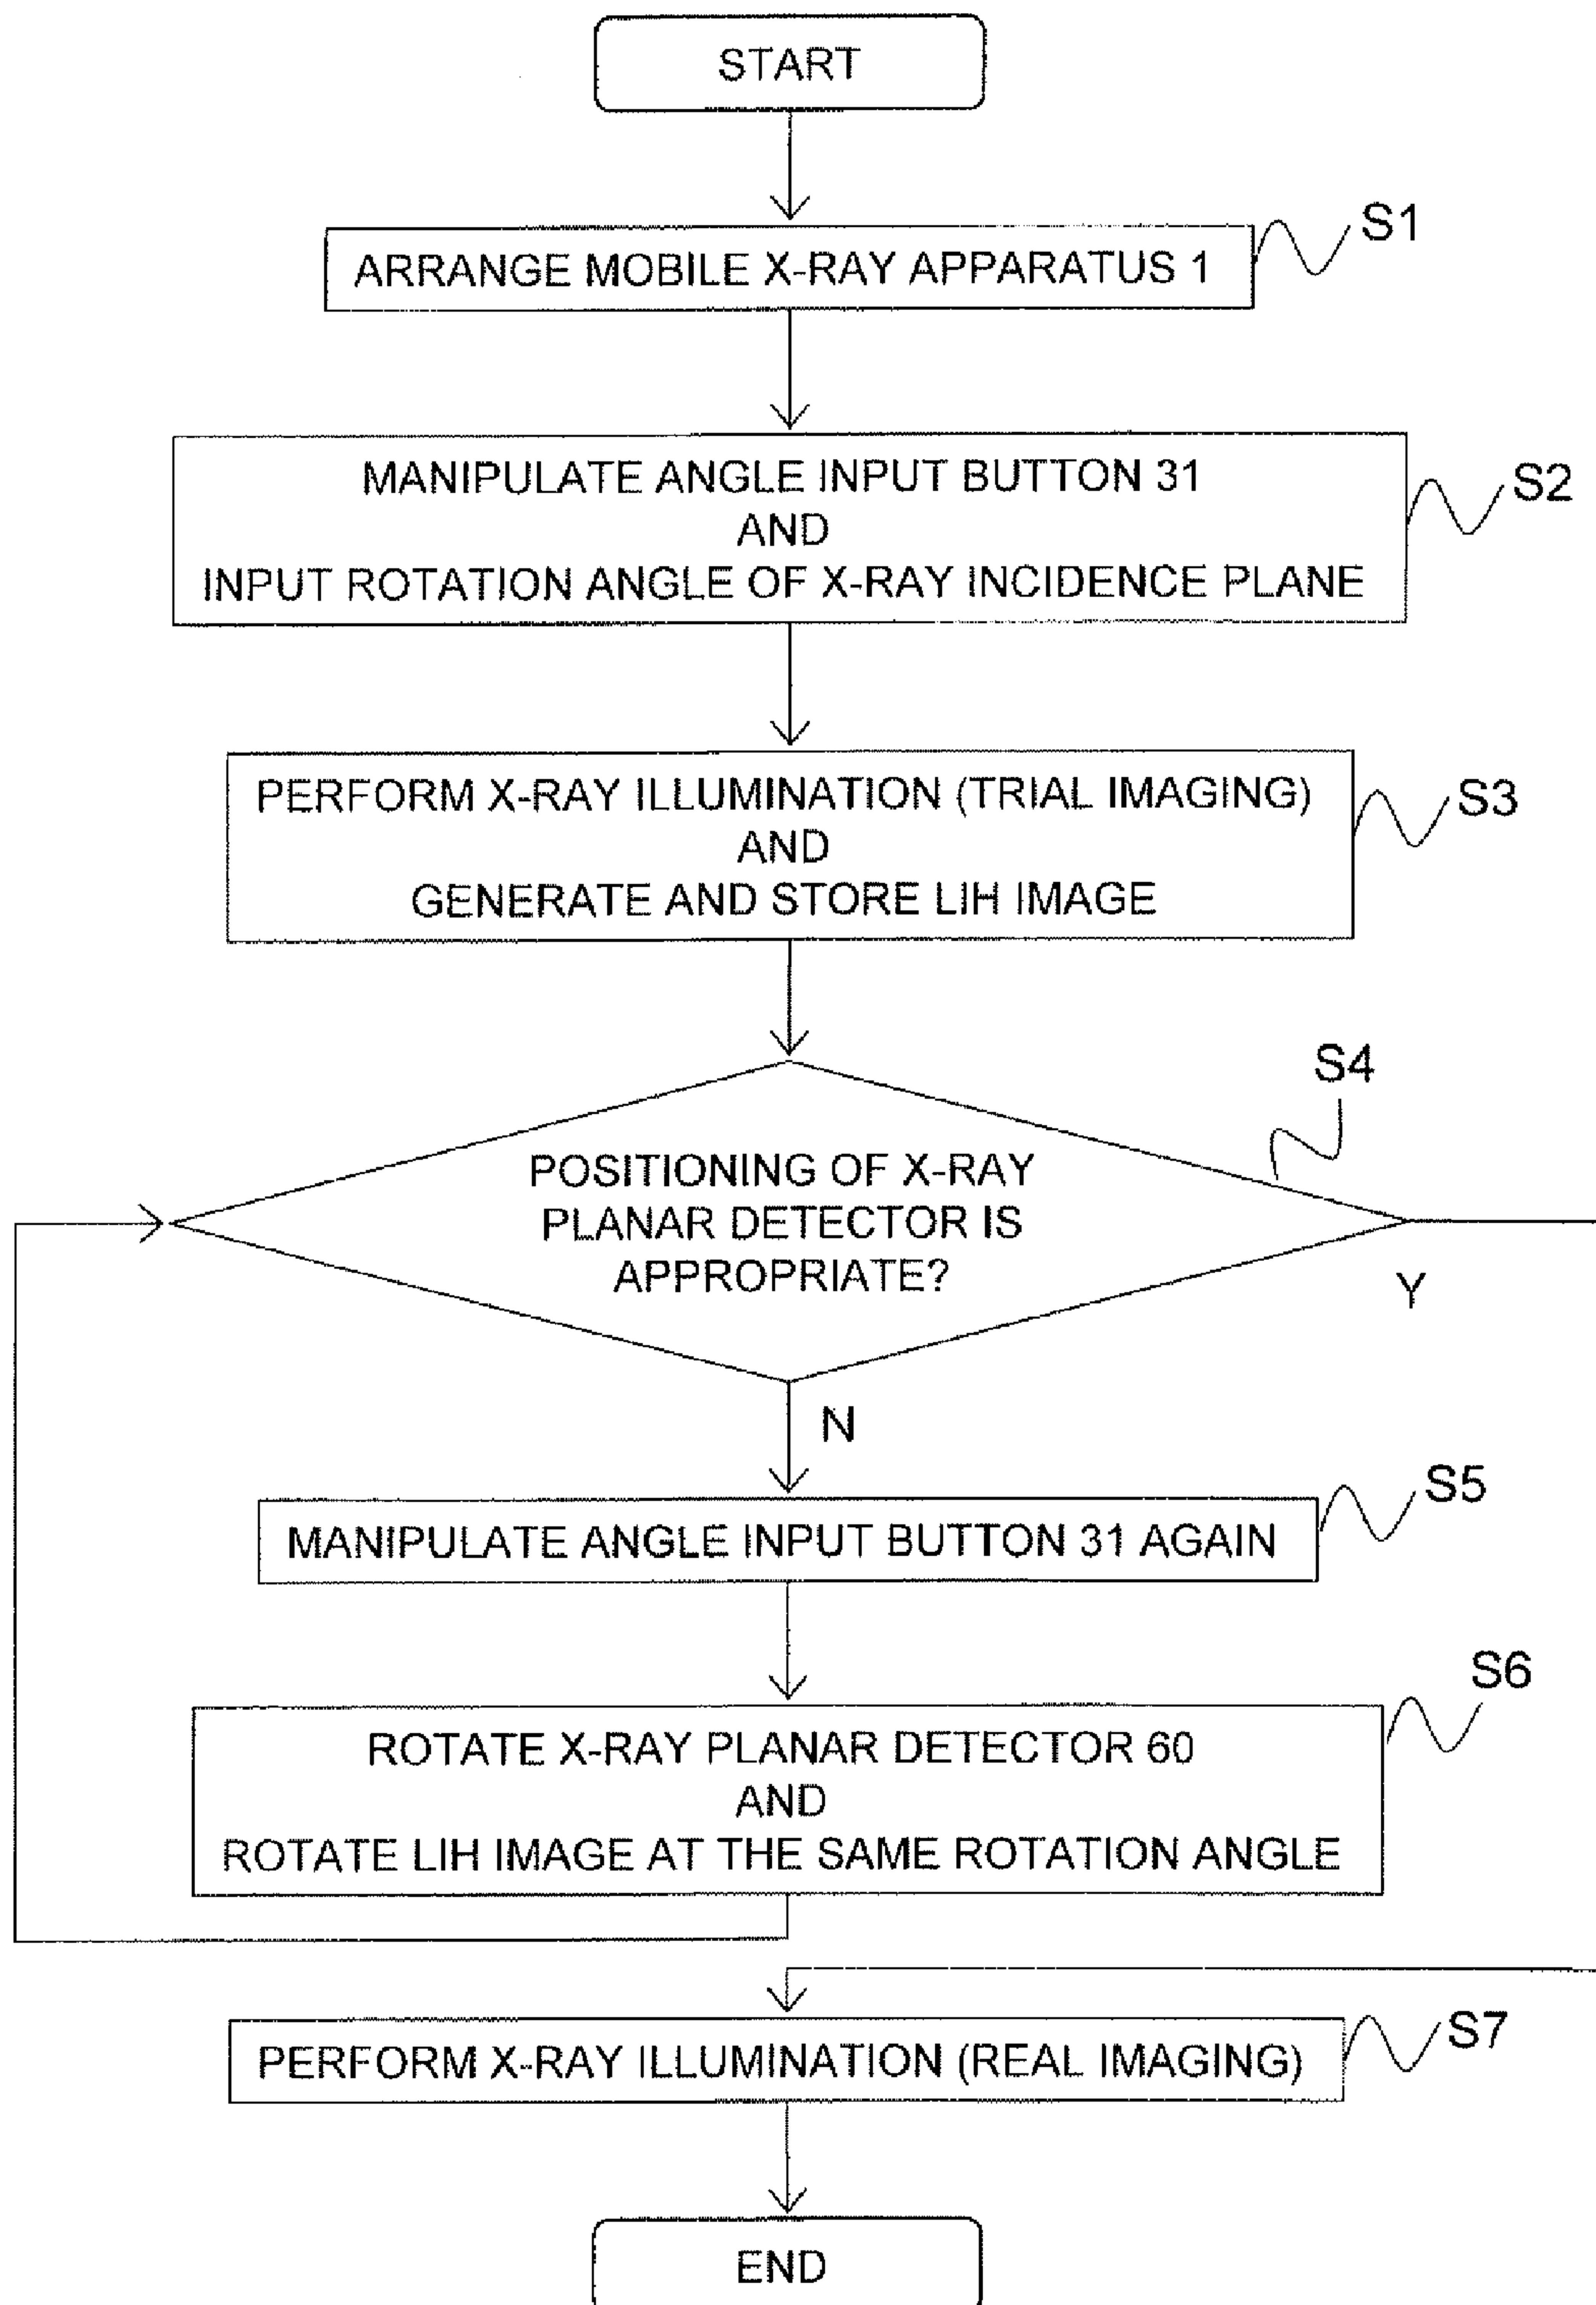 START
S1
ARRANGE MOBILE X-RAY APPARATUS 1
S2
MANIPULATE ANGLE INPUT BUTTON 31
AND
INPUT ROTATION ANGLE OF X-RAY INCIDENCE PLANE
S3
PERFORM X-RAY ILLUMINATION (TRIAL IMAGING)
AND
GENERATE AND STORE LIH IMAGE
S4
POSITIONING OF X-RAY
PLANAR DETECTOR IS
APPROPRIATE?
Y
N
S5
MANIPULATE ANGLE INPUT BUTTON 31 AGAIN
S6
ROTATE X-RAY PLANAR DETECTOR 60
AND
ROTATE LIH IMAGE AT THE SAME ROTATION ANGLE
S7
PERFORM X-RAY ILLUMINATION (REAL IMAGING)
END